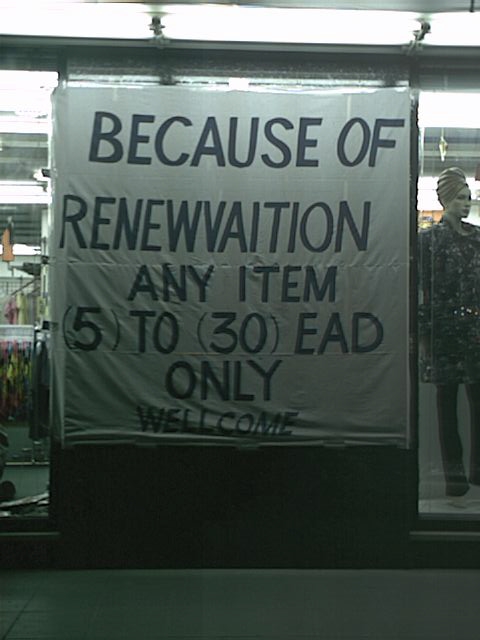 BECAUSE OF
RENEWVAITION
ANY ITEM
(5) TO (30) EAD
ONLY
WELLCOME